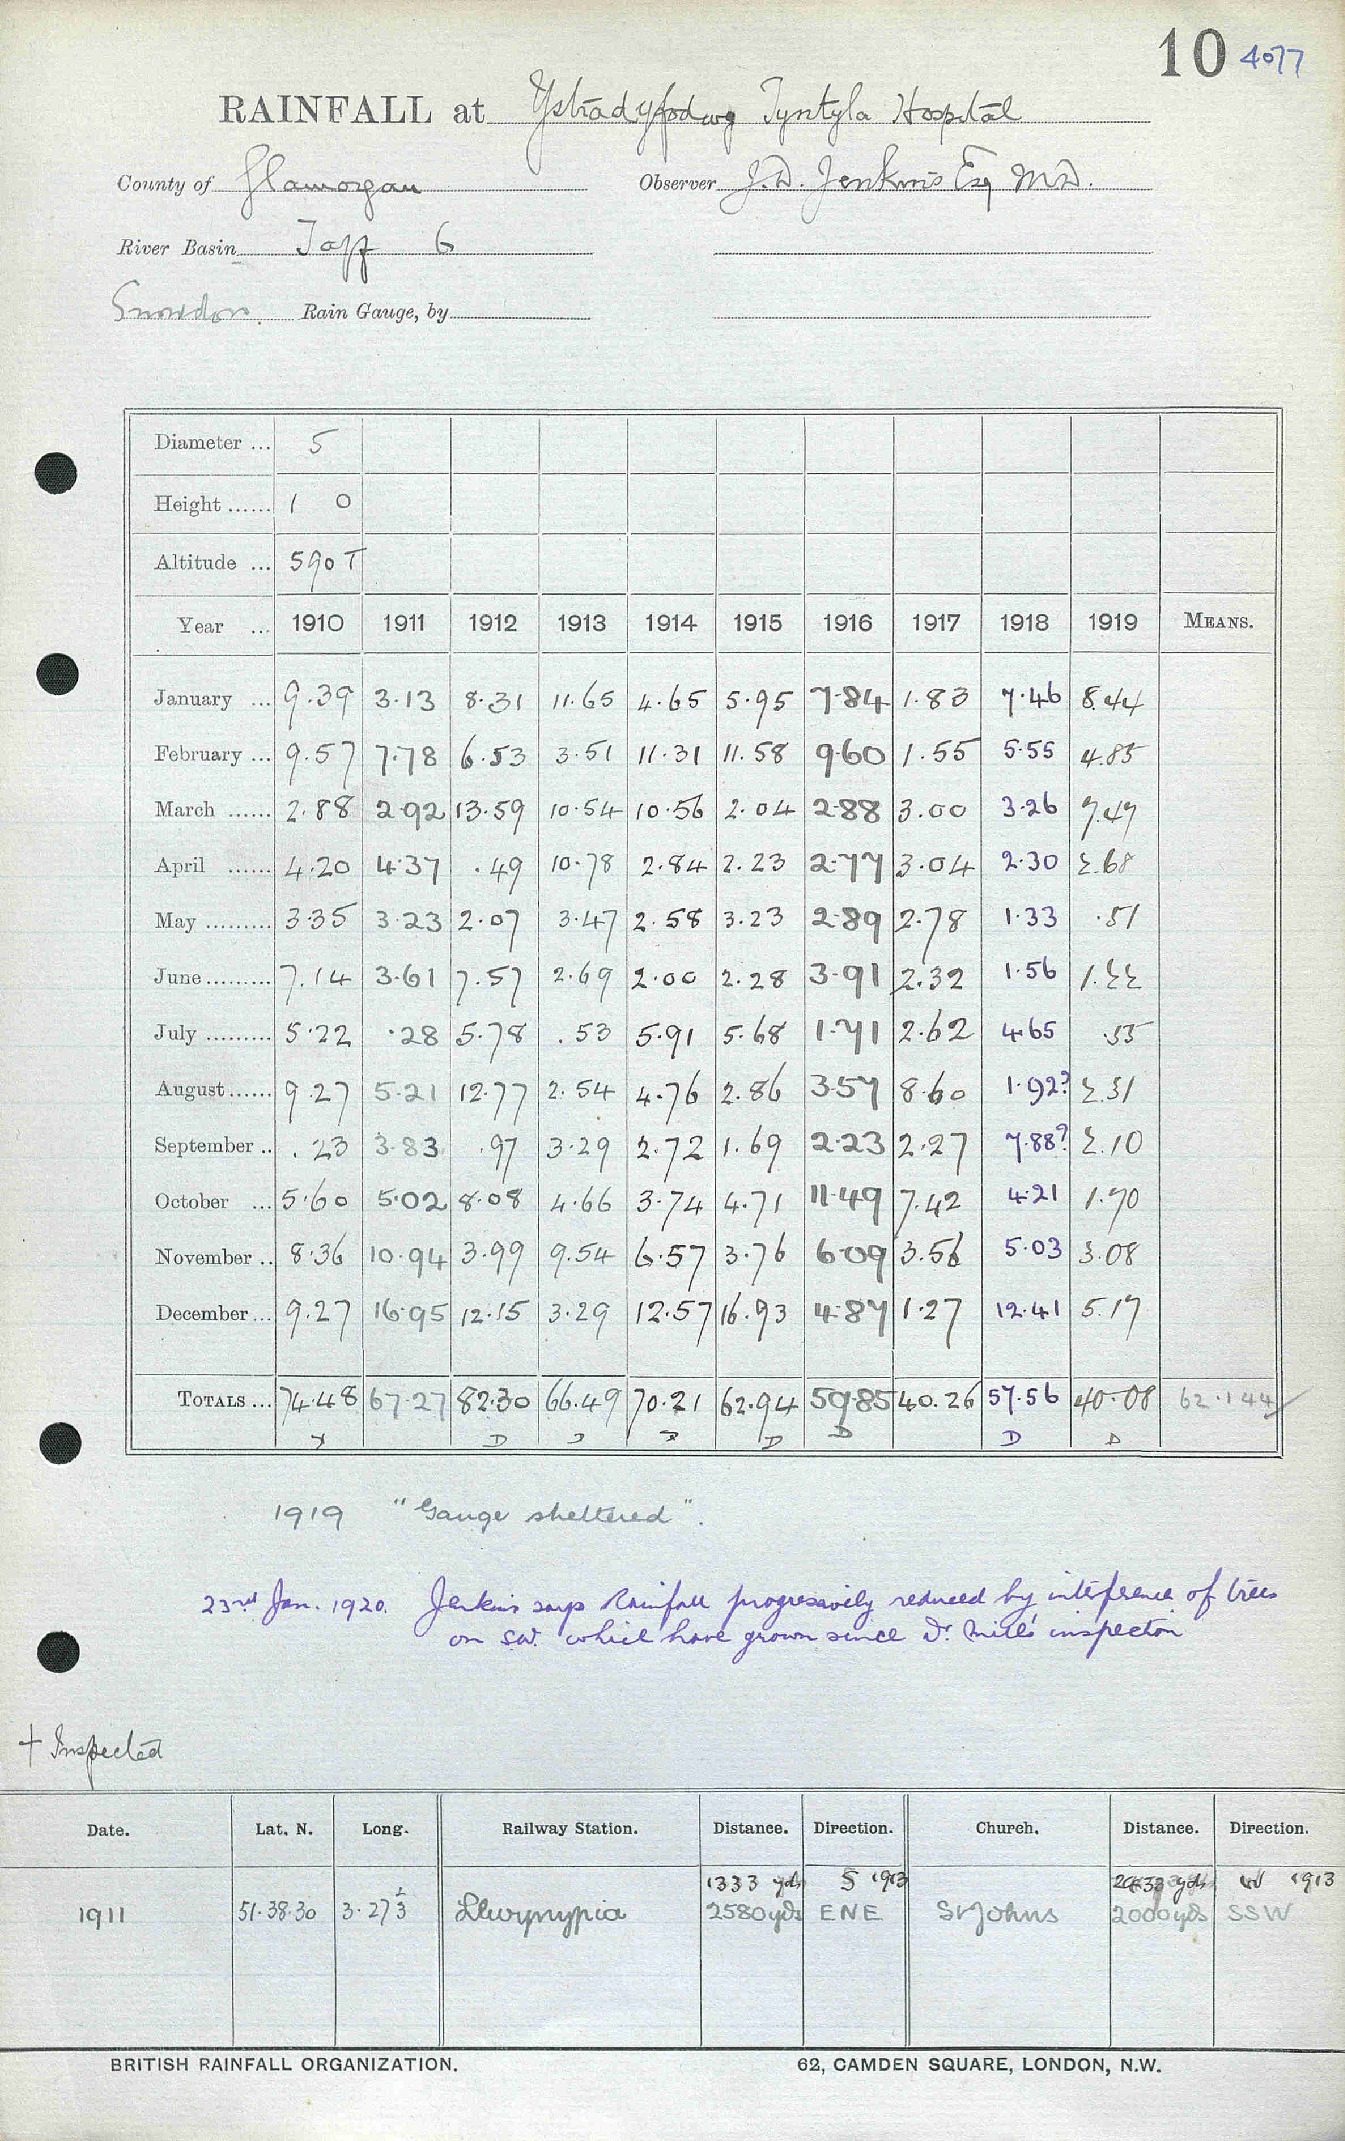 10 4077
RAINFALL at Ystradyfodwg Tyntyla Hospital
County of Glamorgan Observer J.D. Jenkins Esq M.D.
River Basin Taff 6
Snowdon Rain Gauge, by
Diameter ... 5
Height ...... 1 0
Altitude ... 590 T
Year ... 1910 1911 1912 1913 1914 1915 1916 1917 1918 1919 MEANS.
January ... 9.39 3.13 8.31 11.65 4.65 5.95 7.84 1.83 7.46 8.44
February ... 9.57 7.78 6.53 3.51 11.31 11.58 9.60 1.55 5.55 4.85
March ...... 2.88 2.92 13.59 10.54 10.56 2.04 2.88 3.00 3.26 7.47
April ...... 4.20 4.37 .49 10.78 2.84 2.23 2.77 3.04 2.30 2.68
May ......... 3.35 3.23 2.07 3.47 2.58 3.23 2.89 2.78 1.33 .51
June ......... 7.14 3.61 7.57 2.69 2.00 2.28 3.91 2.32 1.56 1.22
July ......... 5.22 .28 5.78 .53 5.91 5.68 1.71 2.62 4.65 .55
August ...... 9.27 5.21 12.77 2.54 4.76 2.86 3.57 8.60 1.92? 2.31
September .. .23 3.83 .97 3.29 2.72 1.69 2.23 2.27 7.88? 2.10
October ... 5.60 5.02 8.08 4.66 3.74 4.71 11.49 7.42 4.21 1.70
November .. 8.36 10.94 3.99 9.54 6.57 3.76 6.09 3.56 5.03 3.08
December ... 9.27 16.95 12.15 3.29 12.57 16.93 4.87 1.27 12.41 5.17
TOTALS ... 74.48 67.27 82.30 66.49 70.21 62.94 59.85 40.26 57.56 40.08 62.144
D D D D D D
1919 "Gauge sheltered".
23rd Jan. 1920. Jenkins says Rainfall progressively reduced by interference of trees
on SW. which have grown since Dr. Mill's inspection
+ Inspected
Date. Lat. N. Long. Railway Station. Distance. Direction. Church. Distance. Direction.
1333 yds S 1913 2433 yds W 1913
1911 51.38.30 3.27 1/3 Llwynypia 2580 yds ENE St Johns 2000 yds SSW
BRITISH RAINFALL ORGANIZATION. 62, CAMDEN SQUARE, LONDON, N.W.